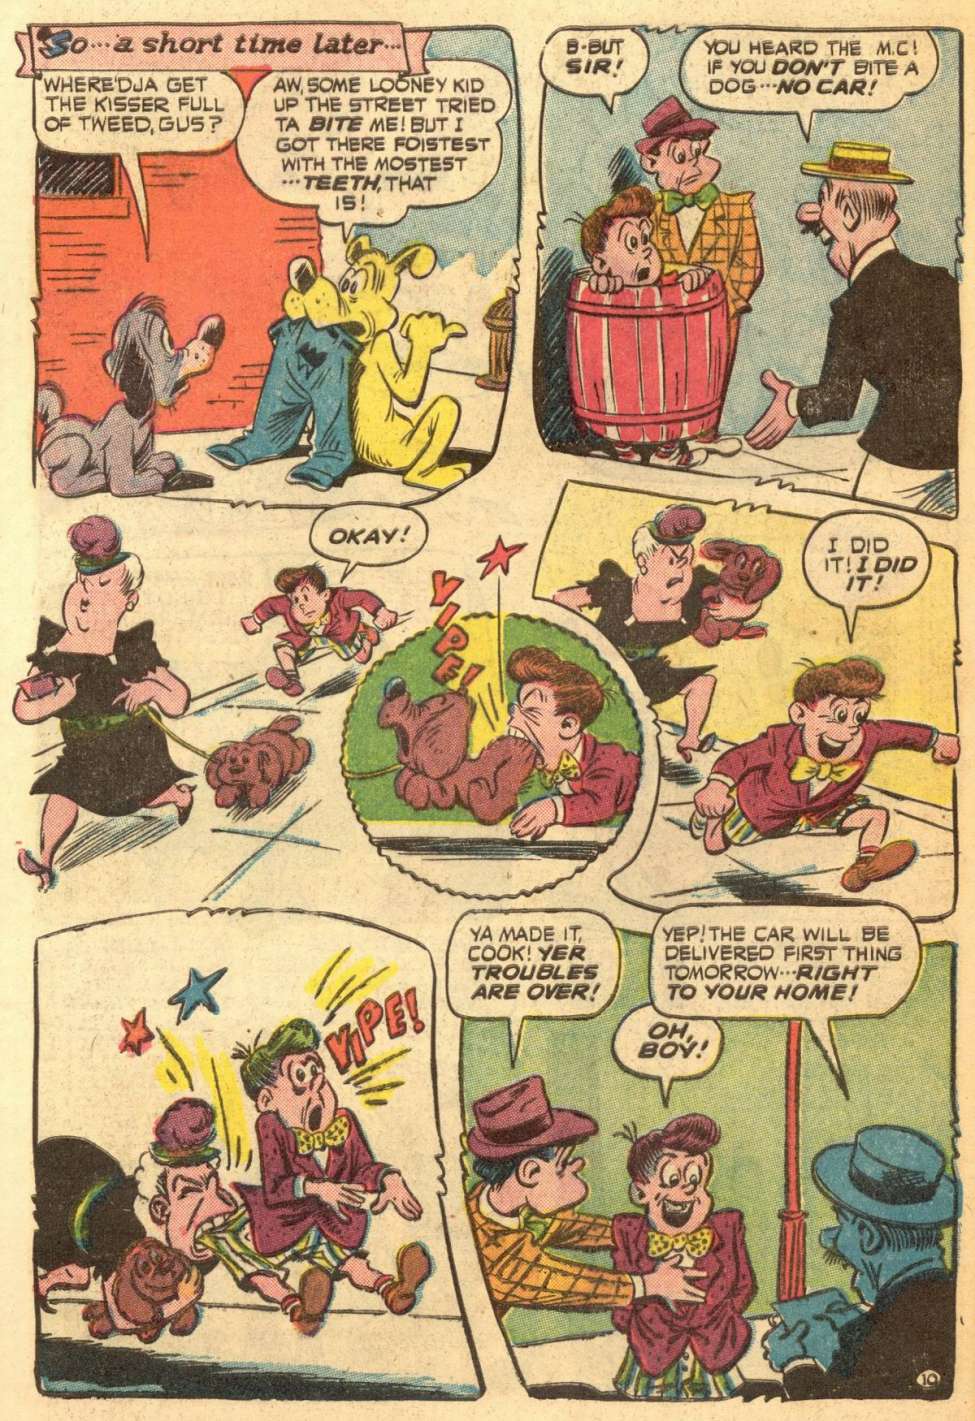 So...a short time later...
WHERE'DJA GET
THE KISSER FULL
OF TWEED, GUS?
AW, SOME LOONEY KID
UP THE STREET TRIED
TA BITE ME! BUT I
GOT THERE FOISTEST
WITH THE MOSTEST
...TEETH, THAT
IS!
B-BUT
SIR!
YOU HEARD THE M.C!
IF YOU DON'T BITE A
DOG...NO CAR!
OKAY!
YIPE!
I DID
IT! I DID
IT!
YIPE!
YA MADE IT,
COOK! YER
TROUBLES
ARE OVER!
OH,
BOY!
YEP! THE CAR WILL BE
DELIVERED FIRST THING
TOMORROW...RIGHT
TO YOUR HOME!
10